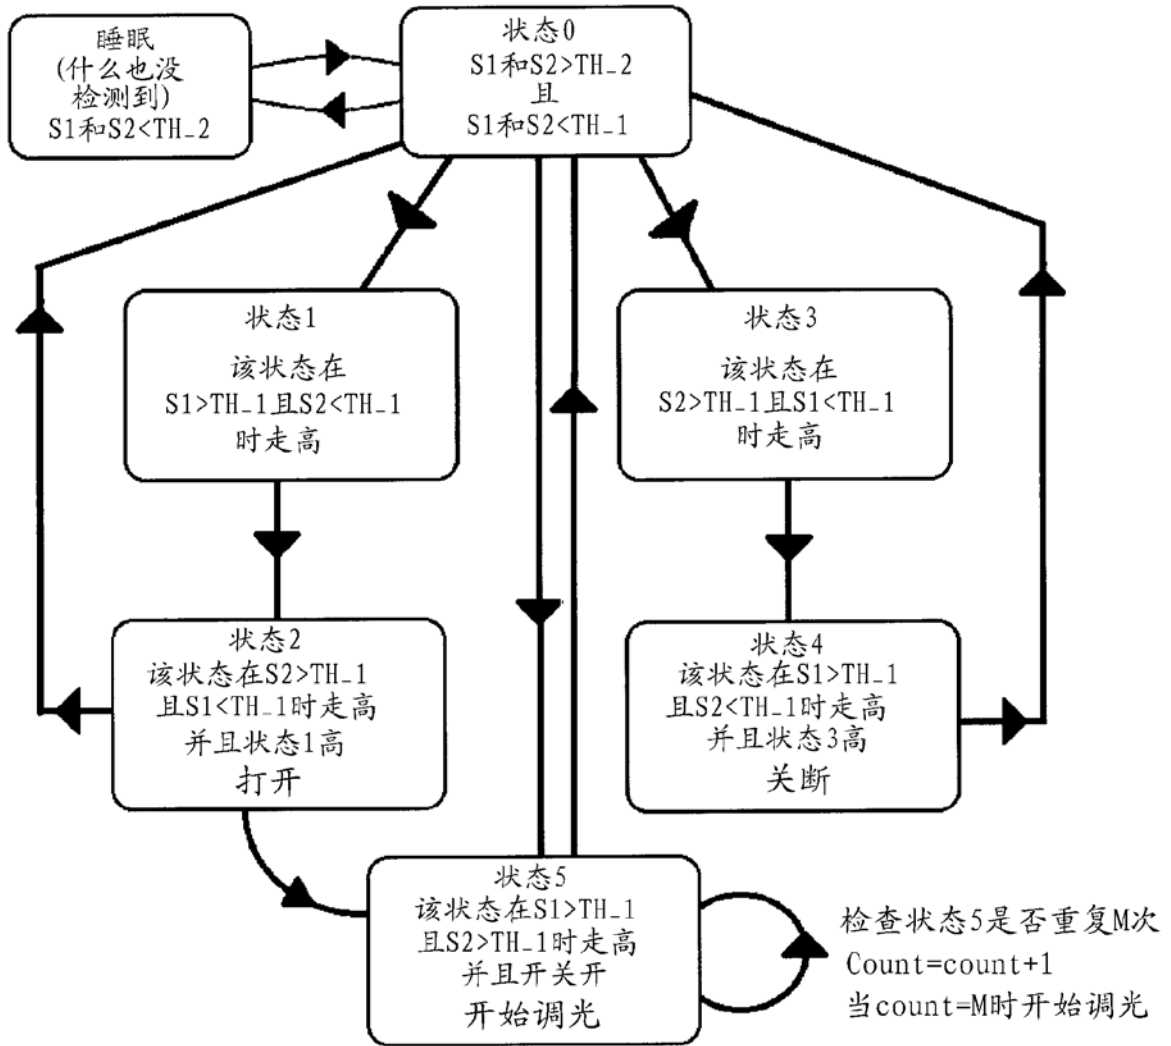 睡眠
(什么也没
检测到)
S1和S2<TH_2
状态0
S1和S2>TH_2
且
S1和S2<TH_1
状态1
该状态在
S1>TH_1且S2<TH_1
时走高
状态3
该状态在
S2>TH_1且S1<TH_1
时走高
状态2
该状态在S2>TH_1
且S1<TH_1时走高
并且状态1高
打开
状态4
该状态在S1>TH_1
且S2<TH_1时走高
并且状态3高
关断
状态5
该状态在S1>TH_1
且S2>TH_1时走高
并且开关开
开始调光
检查状态5是否重复M次
Count=count+1
当count=M时开始调光